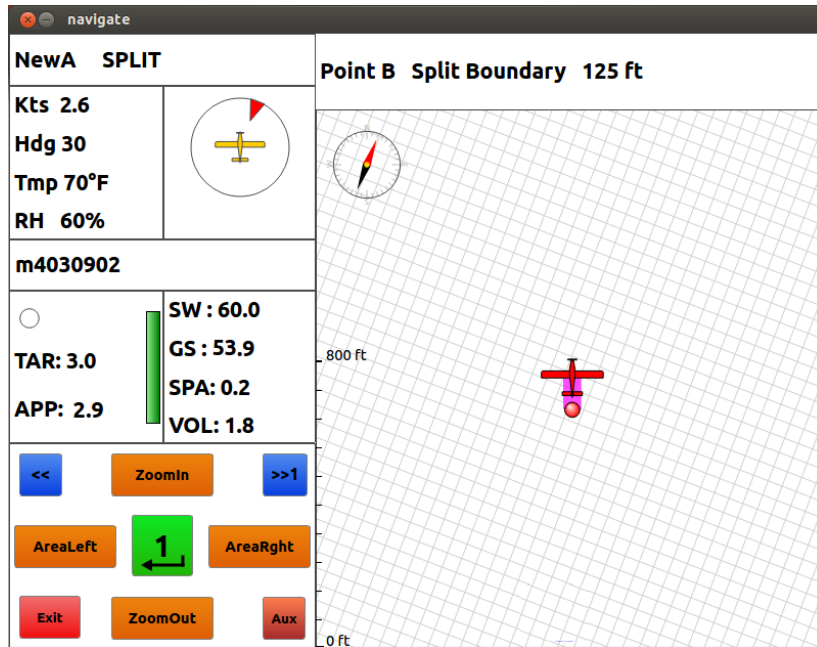 navigate
NewA SPLIT
Point B Split Boundary 125 ft
Kts 2.6
Hdg 30
Tmp 70°F
RH 60%
m4030902
TAR: 3.0
APP: 2.9
SW : 60.0
GS : 53.9
SPA: 0.2
VOL: 1.8
<< ZoomIn >>1
AreaLeft 1 AreaRght
Exit ZoomOut Aux
800 ft
0 ft